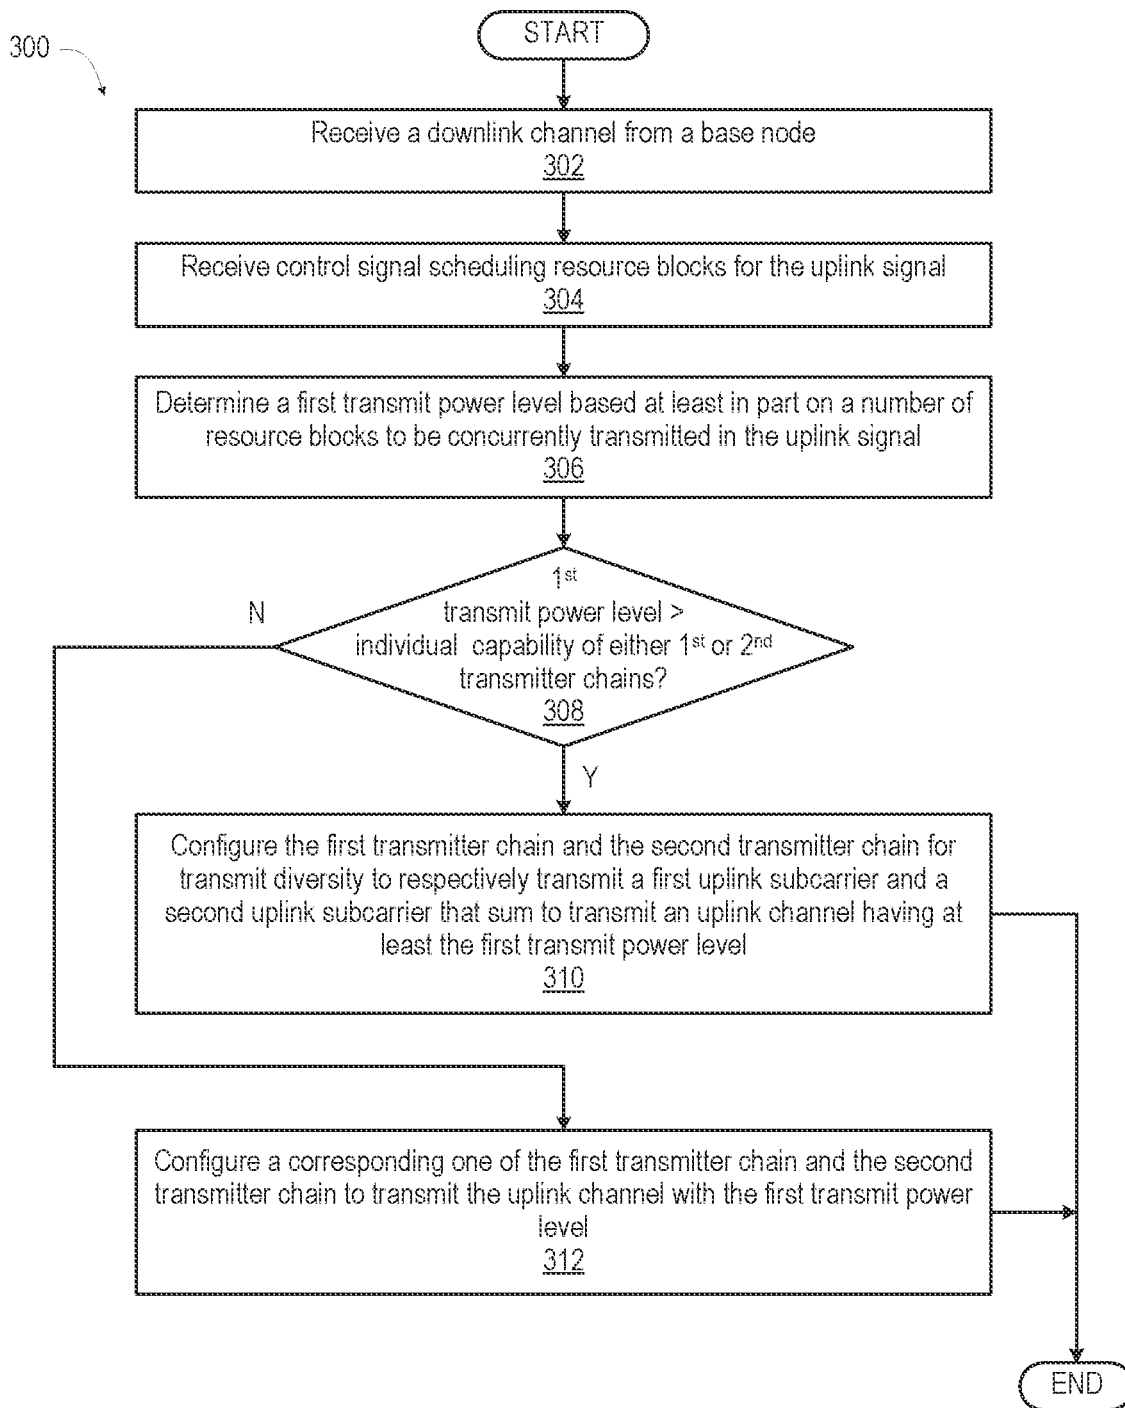 START
300
Receive a downlink channel from a base node
302
Receive control signal scheduling resource blocks for the uplink signal
304
Determine a first transmit power level based at least in part on a number of
resource blocks to be concurrently transmitted in the uplink signal
306
1st
transmit power level >
individual capability of either 1st or 2nd
transmitter chains?
308
N
Y
Configure the first transmitter chain and the second transmitter chain for
transmit diversity to respectively transmit a first uplink subcarrier and a
second uplink subcarrier that sum to transmit an uplink channel having at
least the first transmit power level
310
Configure a corresponding one of the first transmitter chain and the second
transmitter chain to transmit the uplink channel with the first transmit power
level
312
END